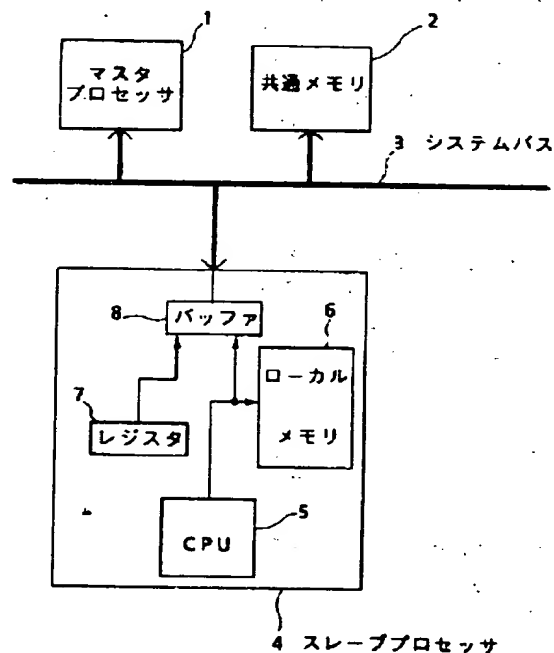 1
マスタ
プロセッサ
2
共通メモリ
3 システムバス
8
バッファ
6
ローカル
メモリ
7
レジスタ
5
CPU
4 スレーブプロセッサ